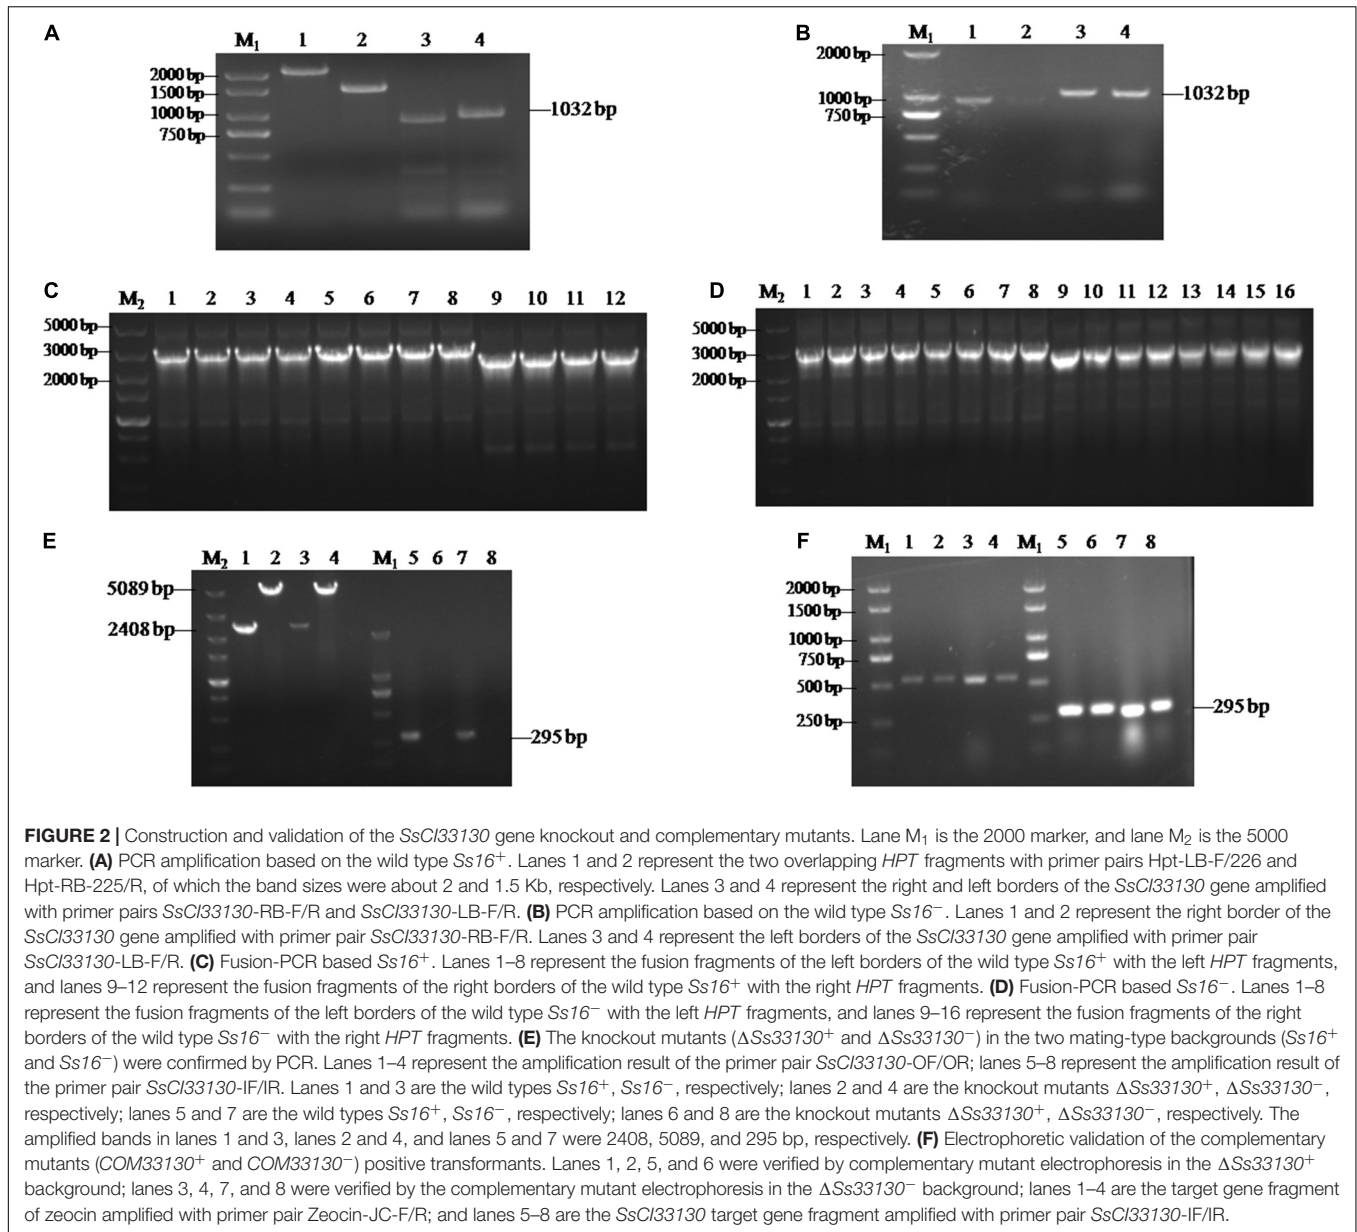 A
M1 1 2 3 4
2000 bp
1500 bp
1000 bp
750 bp
1032 bp
B
M1 1 2 3 4
2000 bp
1000 bp
750 bp
1032 bp
C
M2 1 2 3 4 5 6 7 8 9 10 11 12
5000 bp
3000 bp
2000 bp
D
M2 1 2 3 4 5 6 7 8 9 10 11 12 13 14 15 16
5000 bp
3000 bp
2000 bp
E
M2 1 2 3 4 M1 5 6 7 8
5089 bp
2408 bp
295 bp
F
M1 1 2 3 4 M1 5 6 7 8
2000 bp
1500 bp
1000 bp
750 bp
500 bp
250 bp
295 bp
FIGURE 2 | Construction and validation of the SsCI33130 gene knockout and complementary mutants. Lane M1 is the 2000 marker, and lane M2 is the 5000
marker. (A) PCR amplification based on the wild type Ss16+. Lanes 1 and 2 represent the two overlapping HPT fragments with primer pairs Hpt-LB-F/226 and
Hpt-RB-225/R, of which the band sizes were about 2 and 1.5 Kb, respectively. Lanes 3 and 4 represent the right and left borders of the SsCI33130 gene amplified
with primer pairs SsCI33130-RB-F/R and SsCI33130-LB-F/R. (B) PCR amplification based on the wild type Ss16−. Lanes 1 and 2 represent the right border of the
SsCI33130 gene amplified with primer pair SsCI33130-RB-F/R. Lanes 3 and 4 represent the left borders of the SsCI33130 gene amplified with primer pair
SsCI33130-LB-F/R. (C) Fusion-PCR based Ss16+. Lanes 1–8 represent the fusion fragments of the left borders of the wild type Ss16+ with the left HPT fragments,
and lanes 9–12 represent the fusion fragments of the right borders of the wild type Ss16+ with the right HPT fragments. (D) Fusion-PCR based Ss16−. Lanes 1–8
represent the fusion fragments of the left borders of the wild type Ss16− with the left HPT fragments, and lanes 9–16 represent the fusion fragments of the right
borders of the wild type Ss16− with the right HPT fragments. (E) The knockout mutants (ΔSs33130+ and ΔSs33130−) in the two mating-type backgrounds (Ss16+
and Ss16−) were confirmed by PCR. Lanes 1–4 represent the amplification result of the primer pair SsCI33130-OF/OR; lanes 5–8 represent the amplification result of
the primer pair SsCI33130-IF/IR. Lanes 1 and 3 are the wild types Ss16+, Ss16−, respectively; lanes 2 and 4 are the knockout mutants ΔSs33130+, ΔSs33130−,
respectively; lanes 5 and 7 are the wild types Ss16+, Ss16−, respectively; lanes 6 and 8 are the knockout mutants ΔSs33130+, ΔSs33130−, respectively. The
amplified bands in lanes 1 and 3, lanes 2 and 4, and lanes 5 and 7 were 2408, 5089, and 295 bp, respectively. (F) Electrophoretic validation of the complementary
mutants (COM33130+ and COM33130−) positive transformants. Lanes 1, 2, 5, and 6 were verified by complementary mutant electrophoresis in the ΔSs33130+
background; lanes 3, 4, 7, and 8 were verified by the complementary mutant electrophoresis in the ΔSs33130− background; lanes 1–4 are the target gene fragment
of zeocin amplified with primer pair Zeocin-JC-F/R; and lanes 5–8 are the SsCI33130 target gene fragment amplified with primer pair SsCI33130-IF/IR.